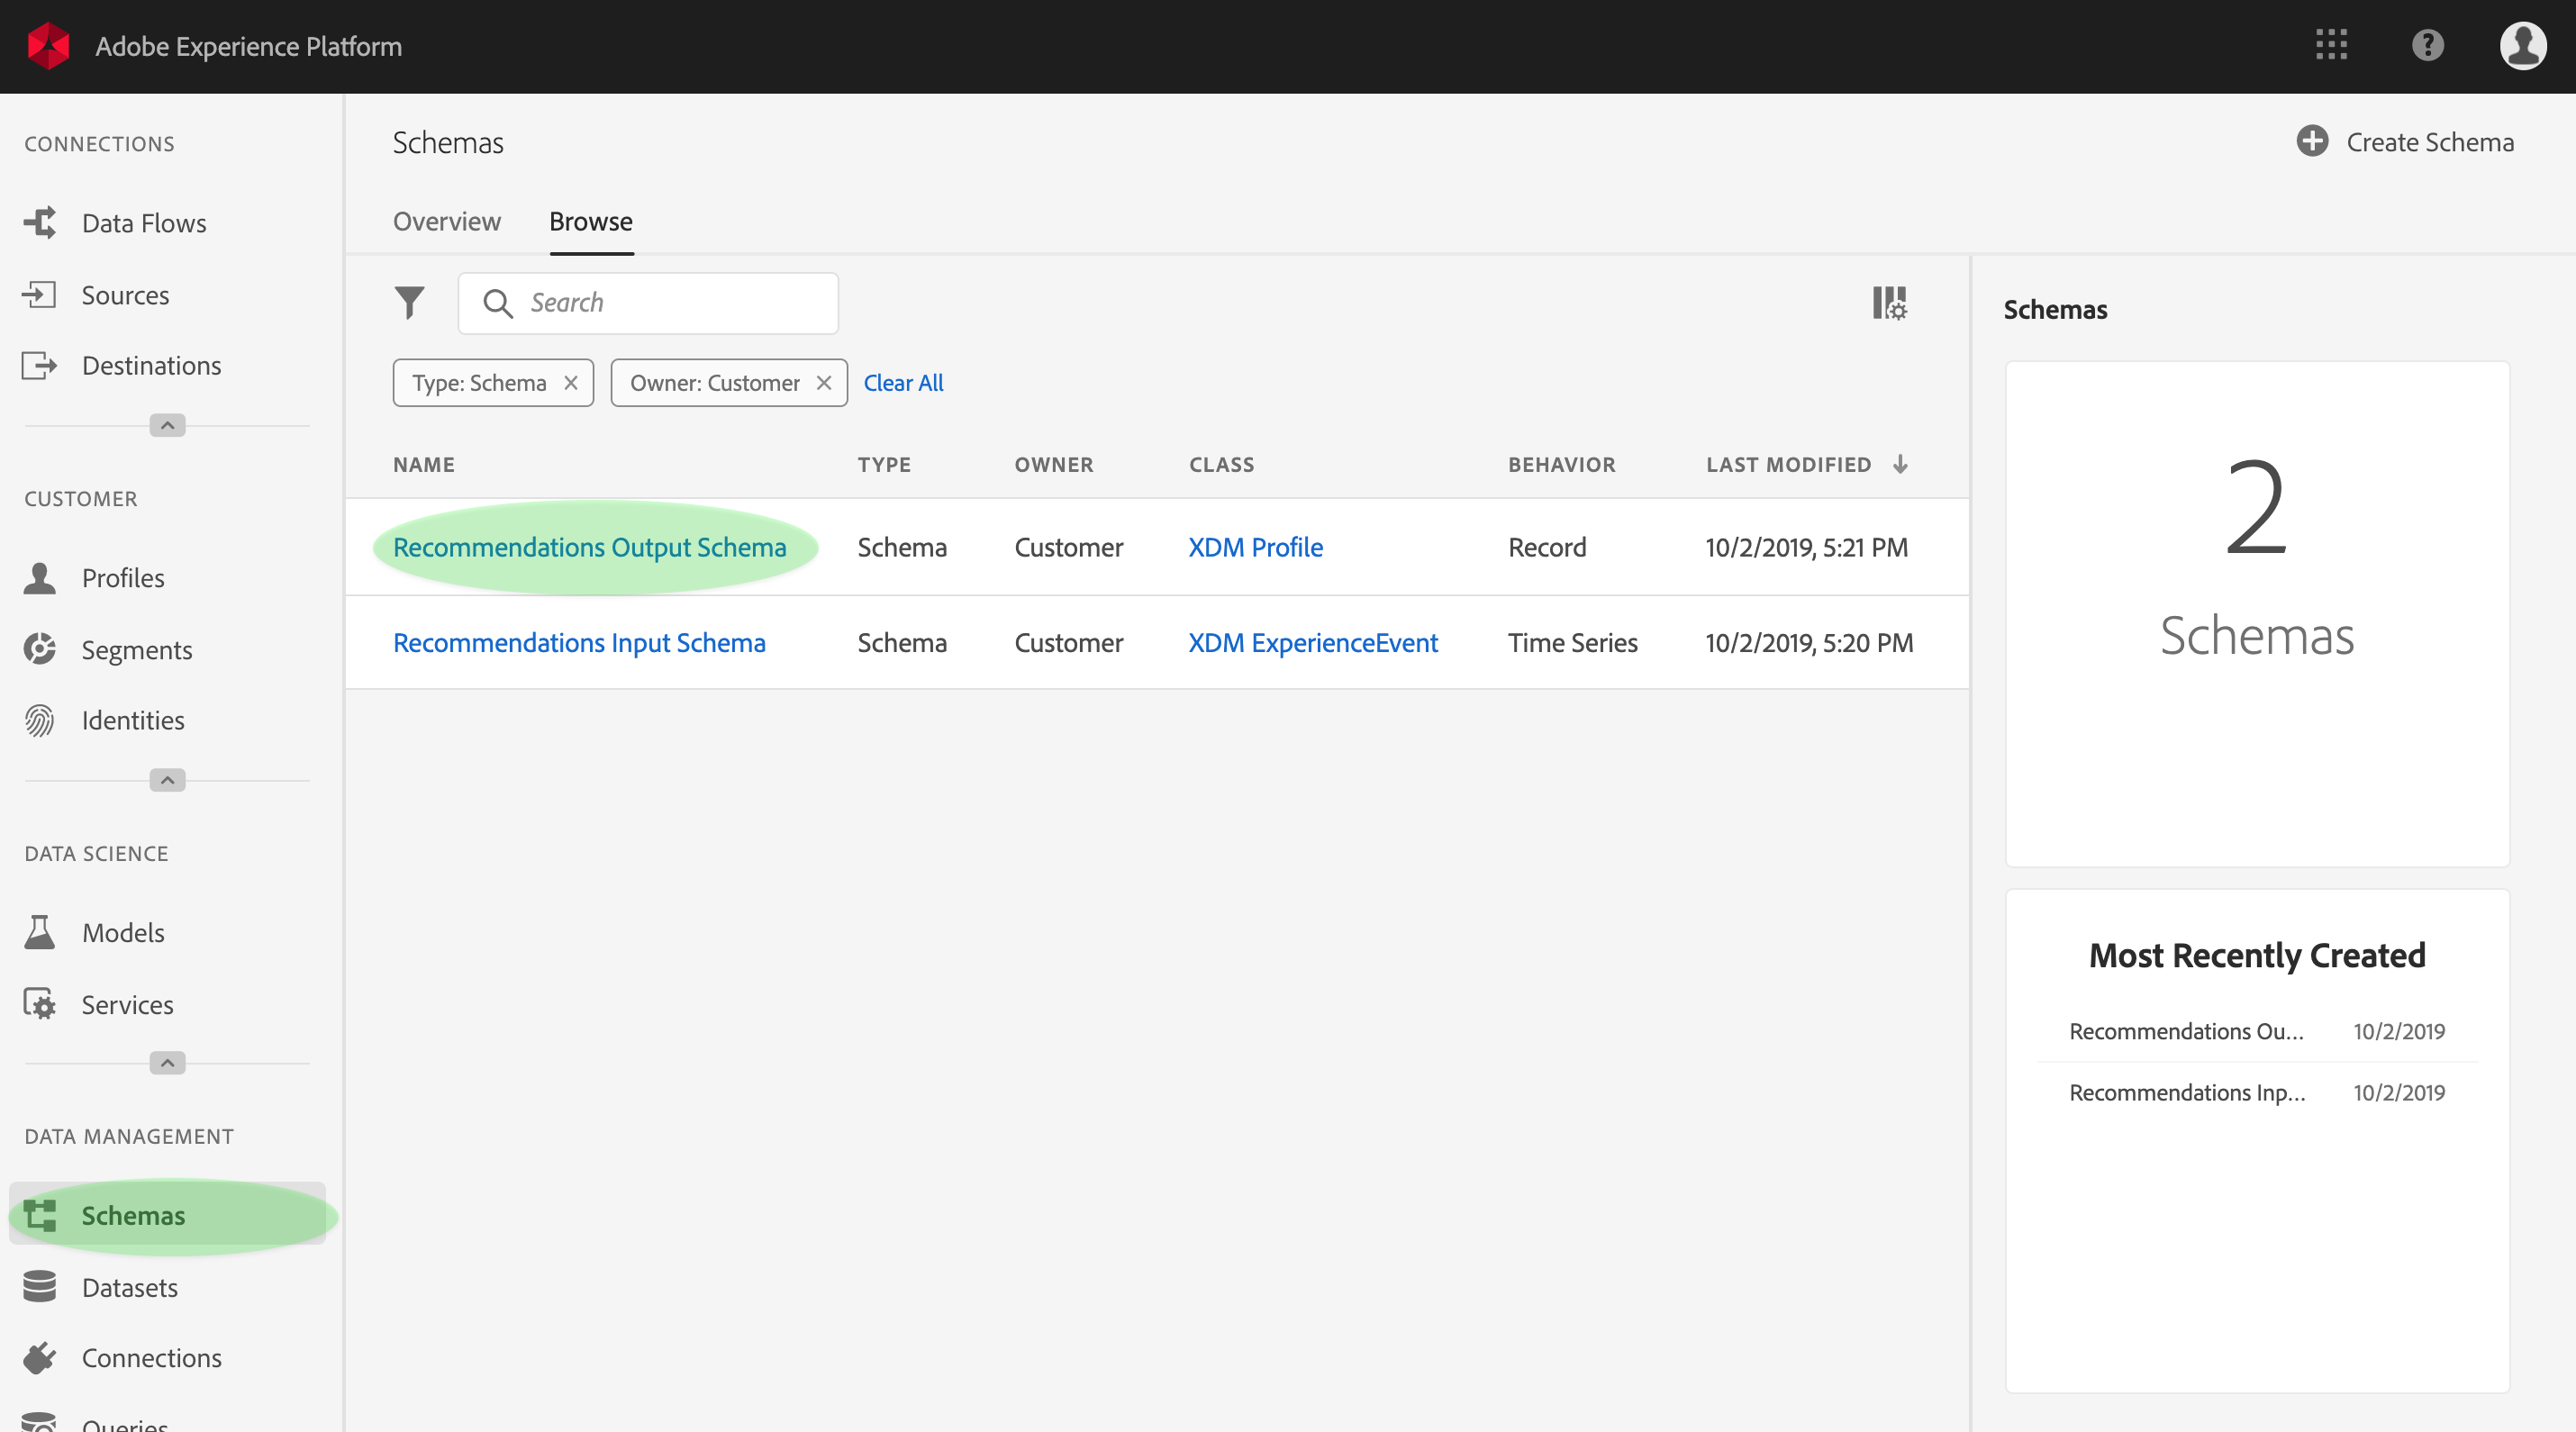 Adobe Experience Platform
CONNECTIONS
Data Flows
Sources
Destinations
CUSTOMER
Profiles
Segments
Identities
DATA SCIENCE
Models
Services
DATA MANAGEMENT
Schemas
Datasets
Connections
Queries
Schemas
Create Schema
Overview Browse
Search
Type: Schema Owner: Customer Clear All
NAME TYPE OWNER CLASS BEHAVIOR LAST MODIFIED
Recommendations Output Schema Schema Customer XDM Profile Record 10/2/2019, 5:21 PM
Recommendations Input Schema Schema Customer XDM ExperienceEvent Time Series 10/2/2019, 5:20 PM
Schemas
2
Schemas
Most Recently Created
Recommendations Ou... 10/2/2019
Recommendations Inp... 10/2/2019